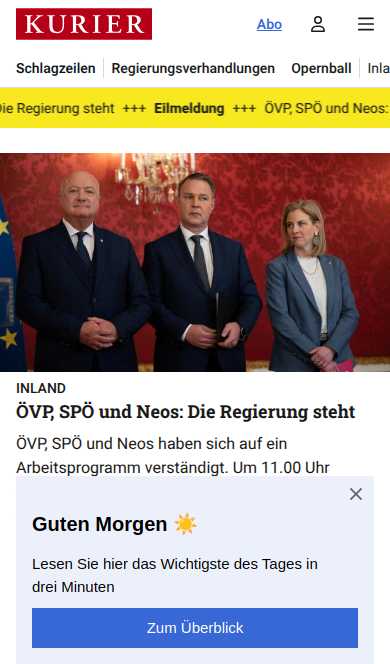 KURIER
Abo
Schlagzeilen
Regierungsverhandlungen
Opernball
Inla
Die Regierung steht +++ Eilmeldung +++ ÖVP, SPÖ und Neos:
INLAND
ÖVP, SPÖ und Neos: Die Regierung steht
ÖVP, SPÖ und Neos haben sich auf ein
Arbeitsprogramm verständigt. Um 11.00 Uhr
Guten Morgen ☀️
Lesen Sie hier das Wichtigste des Tages in
drei Minuten
Zum Überblick